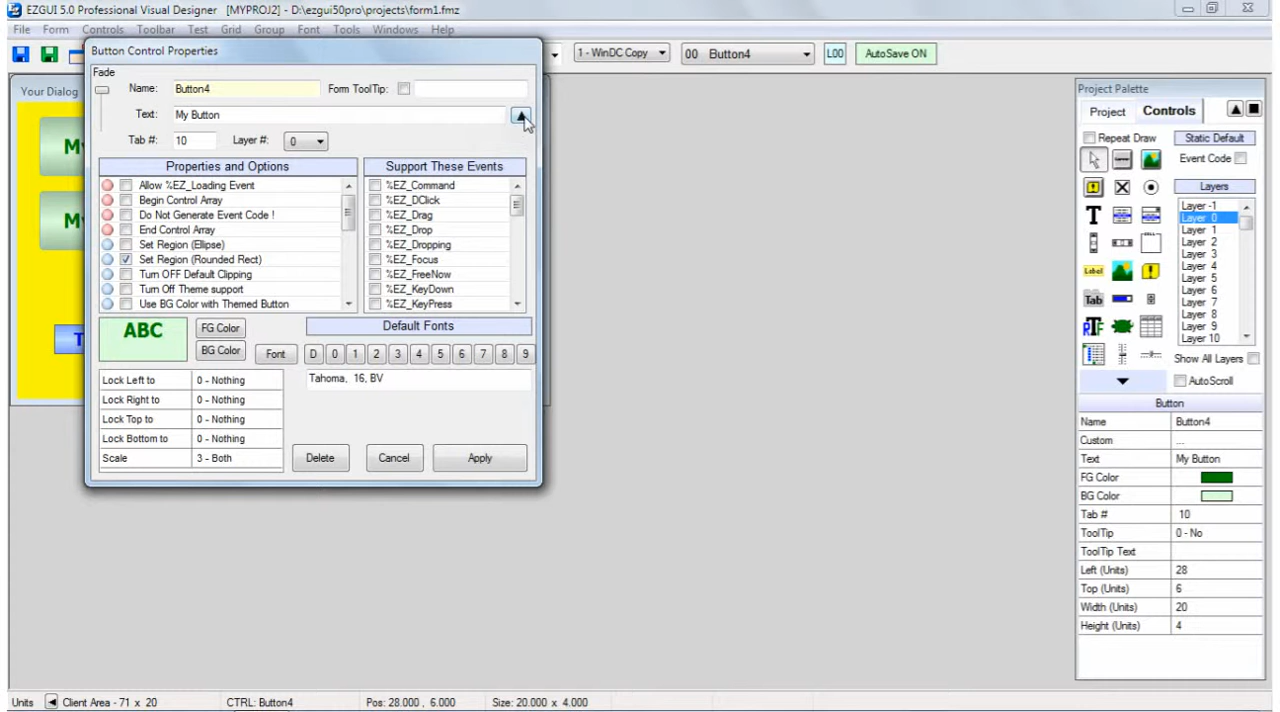 EZGUI 5.0 Professional Visual Designer [MYPROJ2] - D:\ezgui50pro\projects\form1.fmz
File Form Controls Toolbar Test Grid Group Font Tools Windows Help
1 - WinDC Copy 00 Button4 L00 AutoSave ON
Button Control Properties
Fade
Name: Button4 Form ToolTip:
Text: My Button
Tab #: 10 Layer #: 0
Properties and Options
Allow %EZ_Loading Event
Begin Control Array
Do Not Generate Event Code !
End Control Array
Set Region (Ellipse)
Set Region (Rounded Rect)
Turn OFF Default Clipping
Turn Off Theme support
Use BG Color with Themed Button
Support These Events
%EZ_Command
%EZ_DClick
%EZ_Drag
%EZ_Drop
%EZ_Dropping
%EZ_Focus
%EZ_FreeNow
%EZ_KeyDown
%EZ_KeyPress
ABC
FG Color
BG Color
Font
Default Fonts
D 0 1 2 3 4 5 6 7 8 9
Tahoma, 16, BV
Lock Left to 0 - Nothing
Lock Right to 0 - Nothing
Lock Top to 0 - Nothing
Lock Bottom to 0 - Nothing
Scale 3 - Both
Delete Cancel Apply
Your Dialog
Project Palette
Project Controls
Repeat Draw
Static Default
Event Code
Layers
Layer -1
Layer 0
Layer 1
Layer 2
Layer 3
Layer 4
Layer 5
Layer 6
Layer 7
Layer 8
Layer 9
Layer 10
T
Label
Tab
RTF
Show All Layers
AutoScroll
Button
Name Button4
Custom ...
Text My Button
FG Color
BG Color
Tab # 10
ToolTip 0 - No
ToolTip Text
Left (Units) 28
Top (Units) 6
Width (Units) 20
Height (Units) 4
Units Client Area - 71 x 20 CTRL: Button4 Pos: 28.000 , 6.000 Size: 20.000 x 4.000